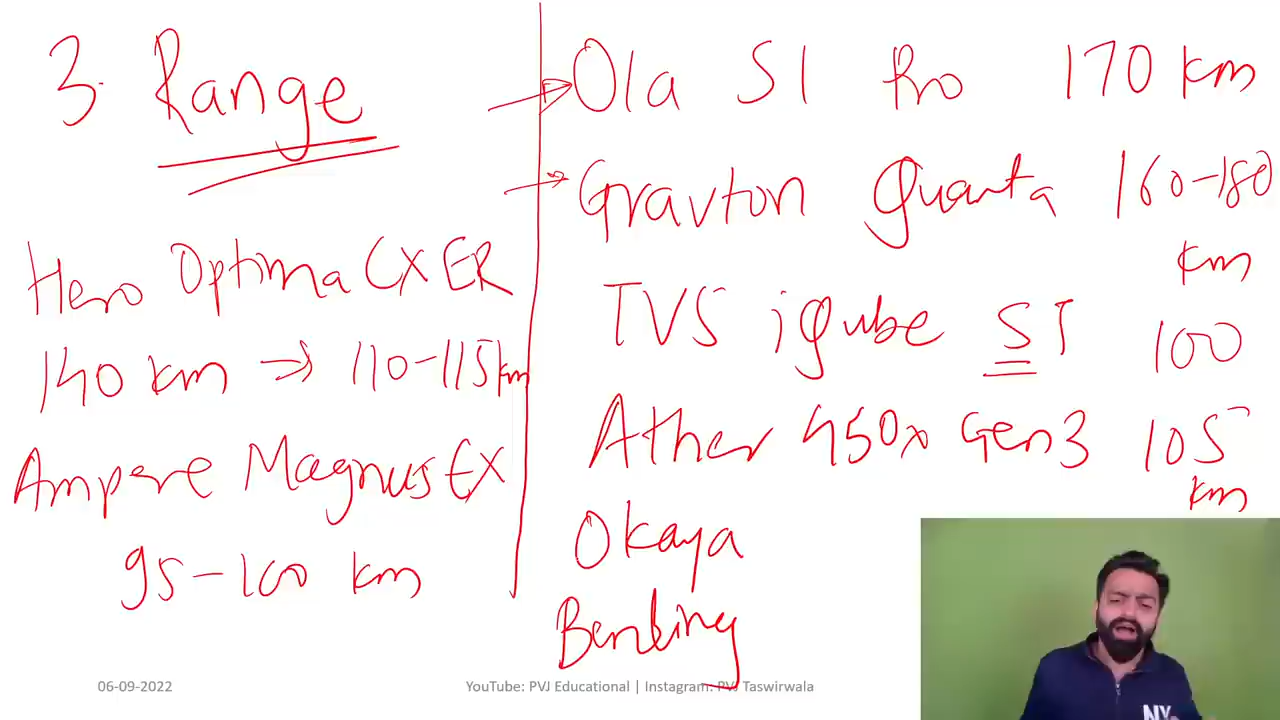 3. Range
Hero Optima CX ER
140 km → 110-115 km
Ampere Magnus EX
95-100 km
→ Ola S1 Pro 170 km
→ Gravton Quanta 160-180
km
TVS iQube ST 100
Ather 450x Gen3 105
km
Okaya
Benling
06-09-2022
YouTube: PVJ Educational | Instagram: PVJ Taswirwala
NY